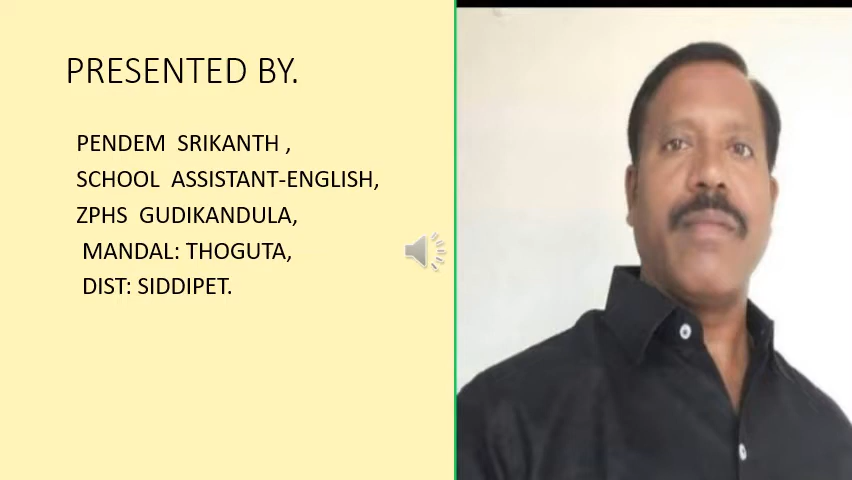 PRESENTED BY.
PENDEM SRIKANTH ,
SCHOOL ASSISTANT-ENGLISH,
ZPHS GUDIKANDULA,
MANDAL: THOGUTA,
DIST: SIDDIPET.